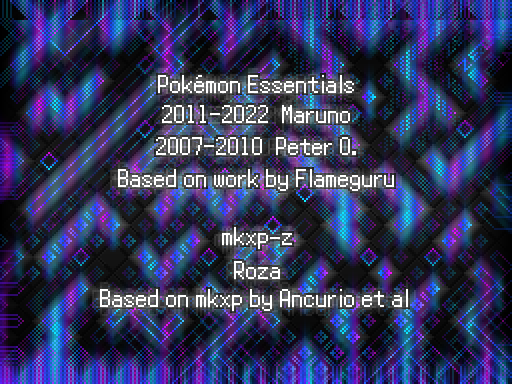 Pokémon Essentials
2011-2022 Maruno
2007-2010 Peter O.
Based on work by Flameguru
mkxp-z
Roza
Based on mkxp by Ancurio et al